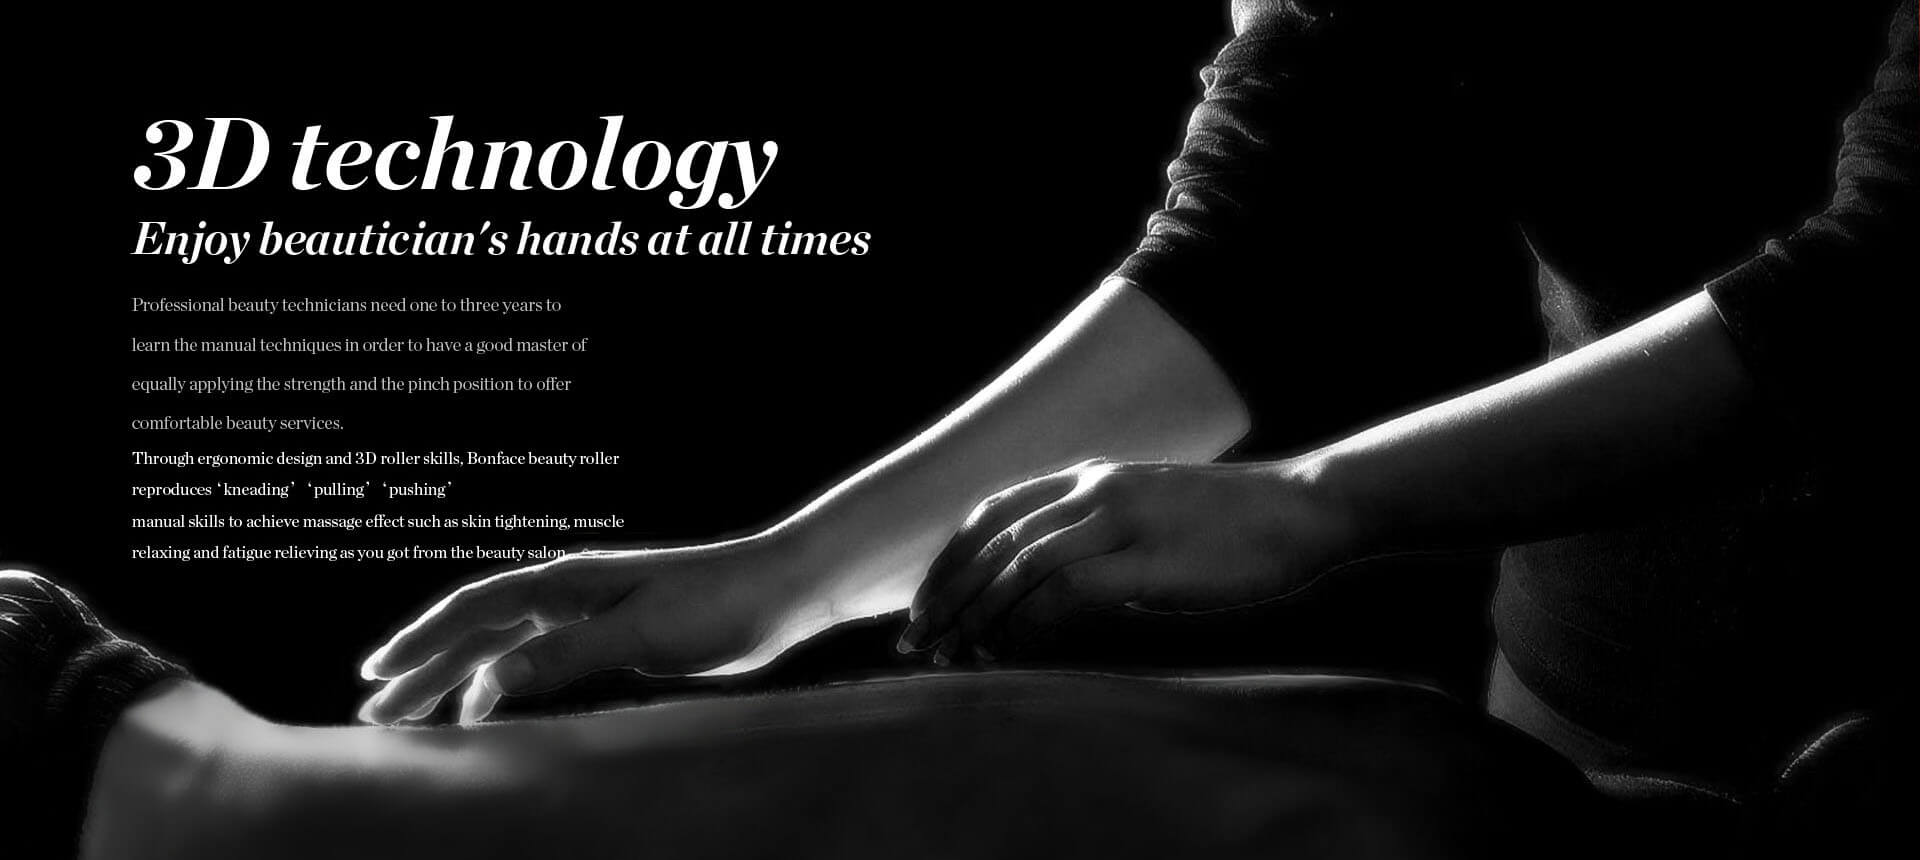 3D technology
Enjoy beautician's hands at all times
Professional beauty technicians need one to three years to
learn the manual techniques in order to have a good master of
equally applying the strength and the pinch position to offer
comfortable beauty services.
Through ergonomic design and 3D roller skills, Bonface beauty roller
reproduces ‘kneading’ ‘pulling’ ‘pushing’
manual skills to achieve massage effect such as skin tightening, muscle
relaxing and fatigue relieving as you got from the beauty salon.